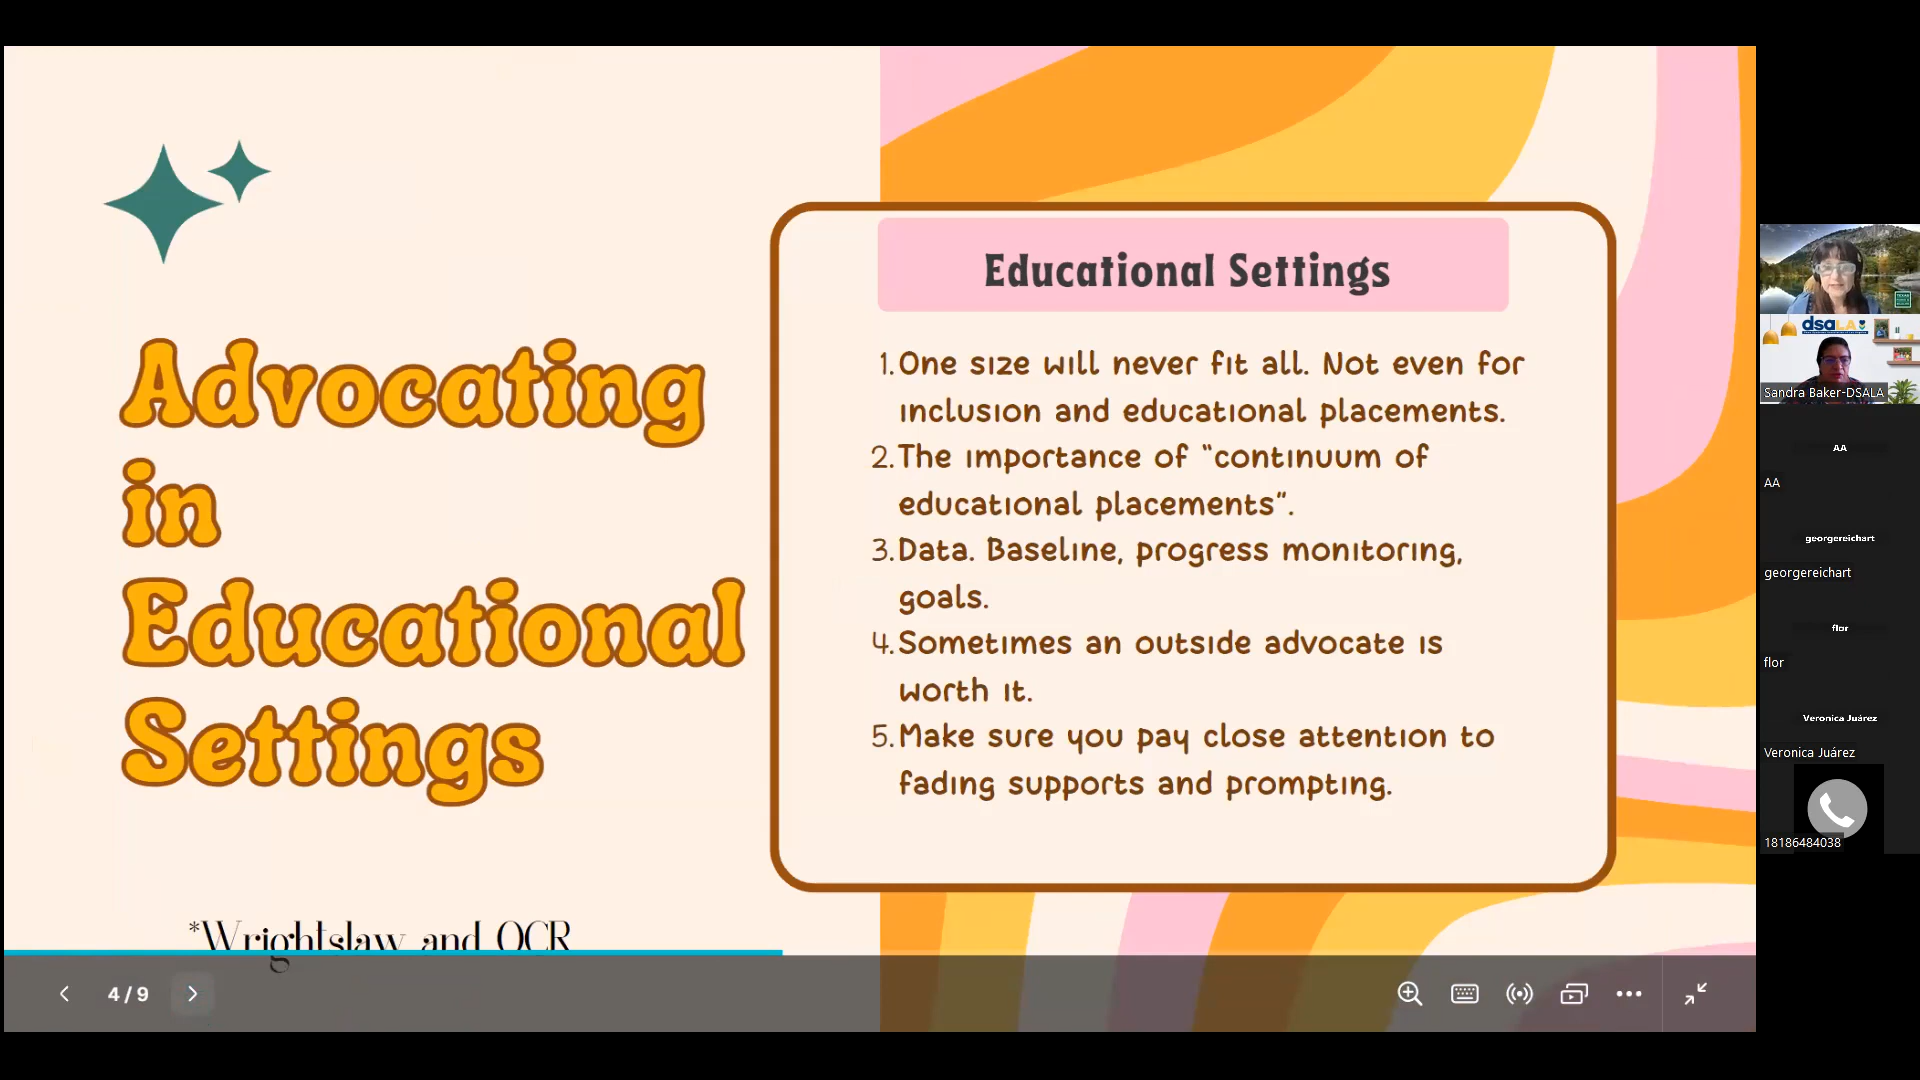 Advocating
in
Educational
Settings
*Wrightslaw and OCR
Educational Settings
1. One size will never fit all. Not even for
inclusion and educational placements.
2. The importance of "continuum of
educational placements".
3. Data. Baseline, progress monitoring,
goals.
4. Sometimes an outside advocate is
worth it.
5. Make sure you pay close attention to
fading supports and prompting.
4 / 9
dsaLA
Sandra Baker-DSALA
AA
AA
georgereichart
georgereichart
flor
flor
Veronica Juárez
Veronica Juárez
18186484038